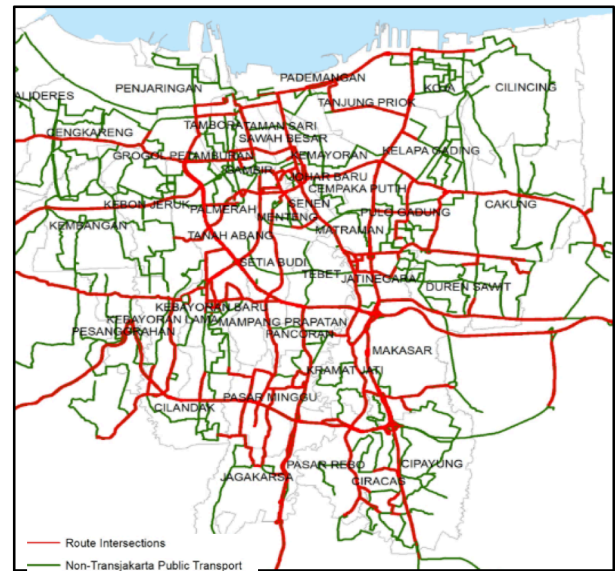 PENJARINGAN
PADEMANGAN
KOJA
CILINCING
ALIDERES
TANJUNG PRIOK
CENGKARENG
TAMBORA
TAMAN SARI
SAWAH BESAR
GROGOL PETAMBURAN
KEMAYORAN
KELAPA GADING
GAMBIR
JOHAR BARU
CEMPAKA PUTIH
KEBON JERUK
PALMERAH
SENEN
MENTENG
PULO GADUNG
CAKUNG
KEMBANGAN
TANAH ABANG
MATRAMAN
SETIA BUDI
TEBET
JATINEGARA
DUREN SAWIT
KEBAYORAN BARU
KEBAYORAN LAMA
PESANGGRAHAN
MAMPANG PRAPATAN
PANCORAN
MAKASAR
KRAMAT JATI
CILANDAK
PASAR MINGGU
JAGAKARSA
PASAR REBO
CIPAYUNG
CIRACAS
Route Intersections
Non-Transjakarta Public Transport